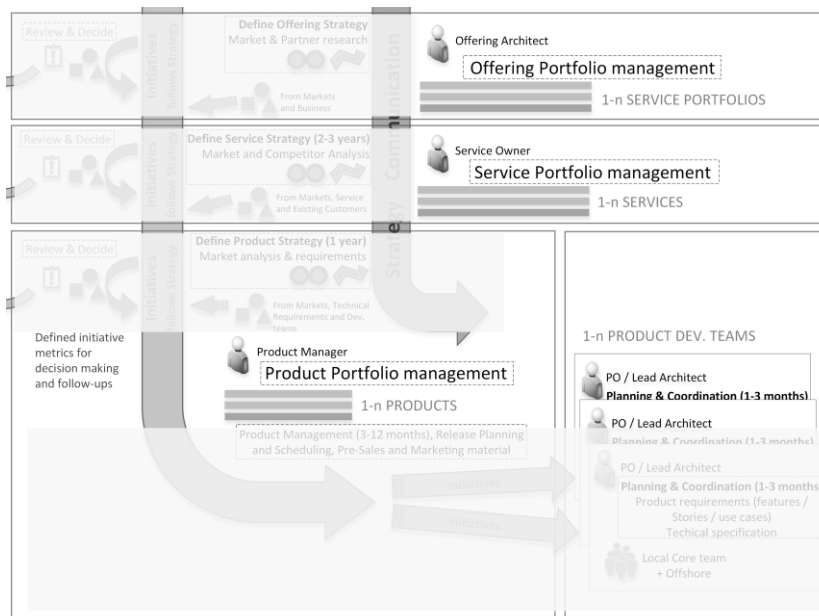 Review & Decide
Initiatives
follows Strategy
Define Offering Strategy
Market & Partner research
From Markets
and Business
Strategy Communication
Offering Architect
Offering Portfolio management
1-n SERVICE PORTFOLIOS
Review & Decide
Initiatives
follows Strategy
Define Service Strategy (2-3 years)
Market and Competitor Analysis
From Markets, Service
and Existing Customers
Service Owner
Service Portfolio management
1-n SERVICES
Review & Decide
Initiatives
follows Strategy
Define Product Strategy (1 year)
Market analysis & requirements
From Markets, Technical
Requirements and Dev.
teams
Defined initiative
metrics for
decision making
and follow-ups
Product Manager
Product Portfolio management
1-n PRODUCTS
Product Management (3-12 months), Release Planning
and Scheduling, Pre-Sales and Marketing material
Initiatives
Initiatives
1-n PRODUCT DEV. TEAMS
PO / Lead Architect
Planning & Coordination (1-3 months)
PO / Lead Architect
Planning & Coordination (1-3 months)
PO / Lead Architect
Planning & Coordination (1-3 months
Product requirements (features /
Stories / use cases)
Techical specification
Local Core team
+ Offshore